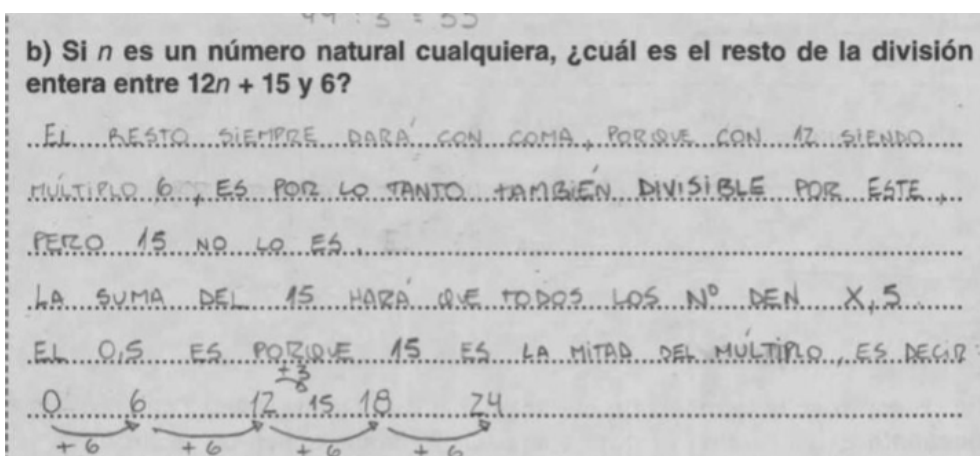 44 : 3 = 55
b) Si n es un número natural cualquiera, ¿cuál es el resto de la división
entera entre 12n + 15 y 6?
EL RESTO SIEMPRE DARÁ CON COMA, PORQUE CON 12 SIENDO
MÚLTIPLO 6, ES POR LO TANTO TAMBIÉN DIVISIBLE POR ESTE,
PERO 15 NO LO ES.
LA SUMA DEL 15 HARÁ QUE TODOS LOS Nº DEN X,5
EL 0,5 ES PORQUE 15 ES LA MITAD DEL MÚLTIPLO, ES DECIR
+3
0 6 12 15 18 24
+6 +6 +6 +6